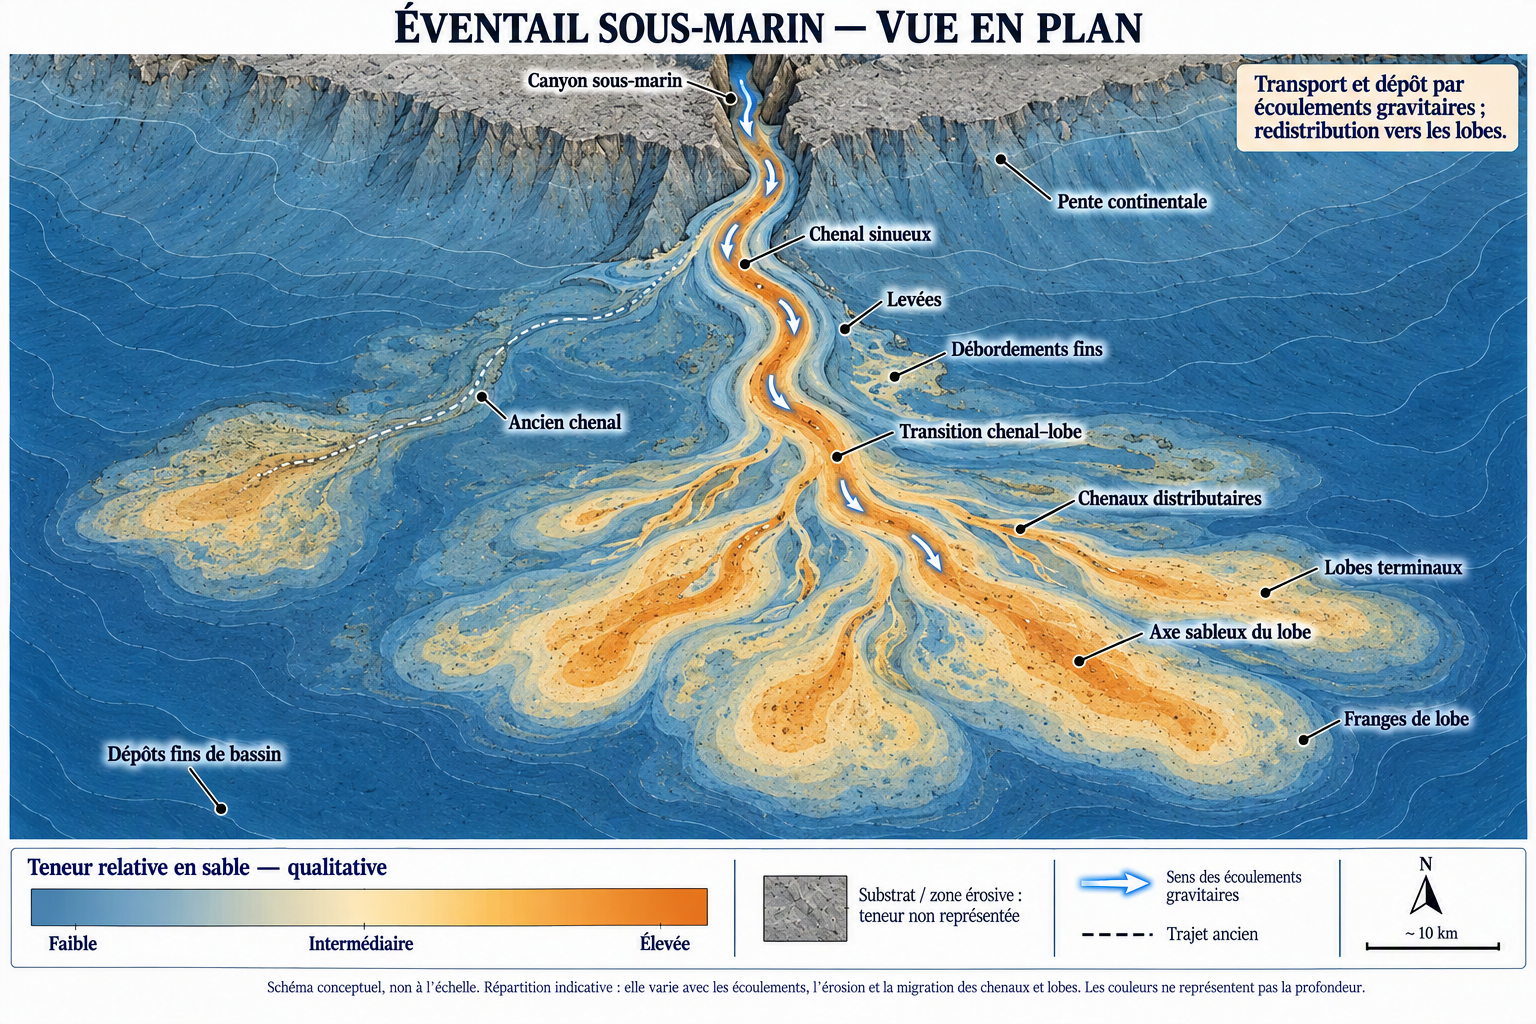 ÉVENTAIL SOUS-MARIN — VUE EN PLAN
Canyon sous-marin
Transport et dépôt par
écoulements gravitaires ;
redistribution vers les lobes.
Pente continentale
Chenal sinueux
Levées
Débordements fins
Ancien chenal
Transition chenal–lobe
Chenaux distributaires
Lobes terminaux
Axe sableux du lobe
Franges de lobe
Dépôts fins de bassin
Teneur relative en sable — qualitative
Faible
Intermédiaire
Élevée
Substrat / zone érosive :
teneur non représentée
Sens des écoulements
gravitaires
Trajet ancien
N
~ 10 km
Schéma conceptuel, non à l’échelle. Répartition indicative : elle varie avec les écoulements, l’érosion et la migration des chenaux et lobes. Les couleurs ne représentent pas la profondeur.